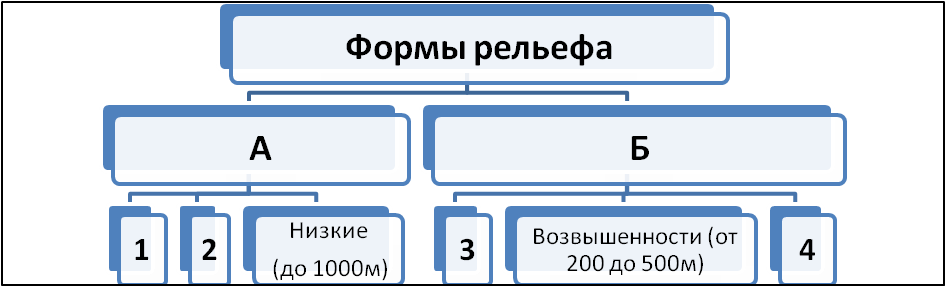 Формы рельефа
А
Б
1
2
Низкие
(до 1000м)
3
Возвышенности (от
200 до 500м)
4